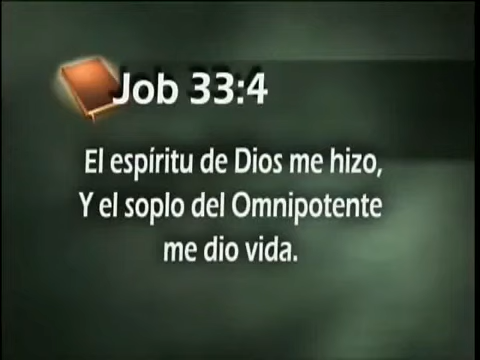 Job 33:4
El espíritu de Dios me hizo,
Y el soplo del Omnipotente
me dio vida.